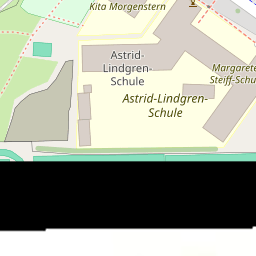 Kita Morgenstern
Astrid-
Lindgren-
Schule
Margarete
Steiff-Schu
Astrid-Lindgren-
Schule